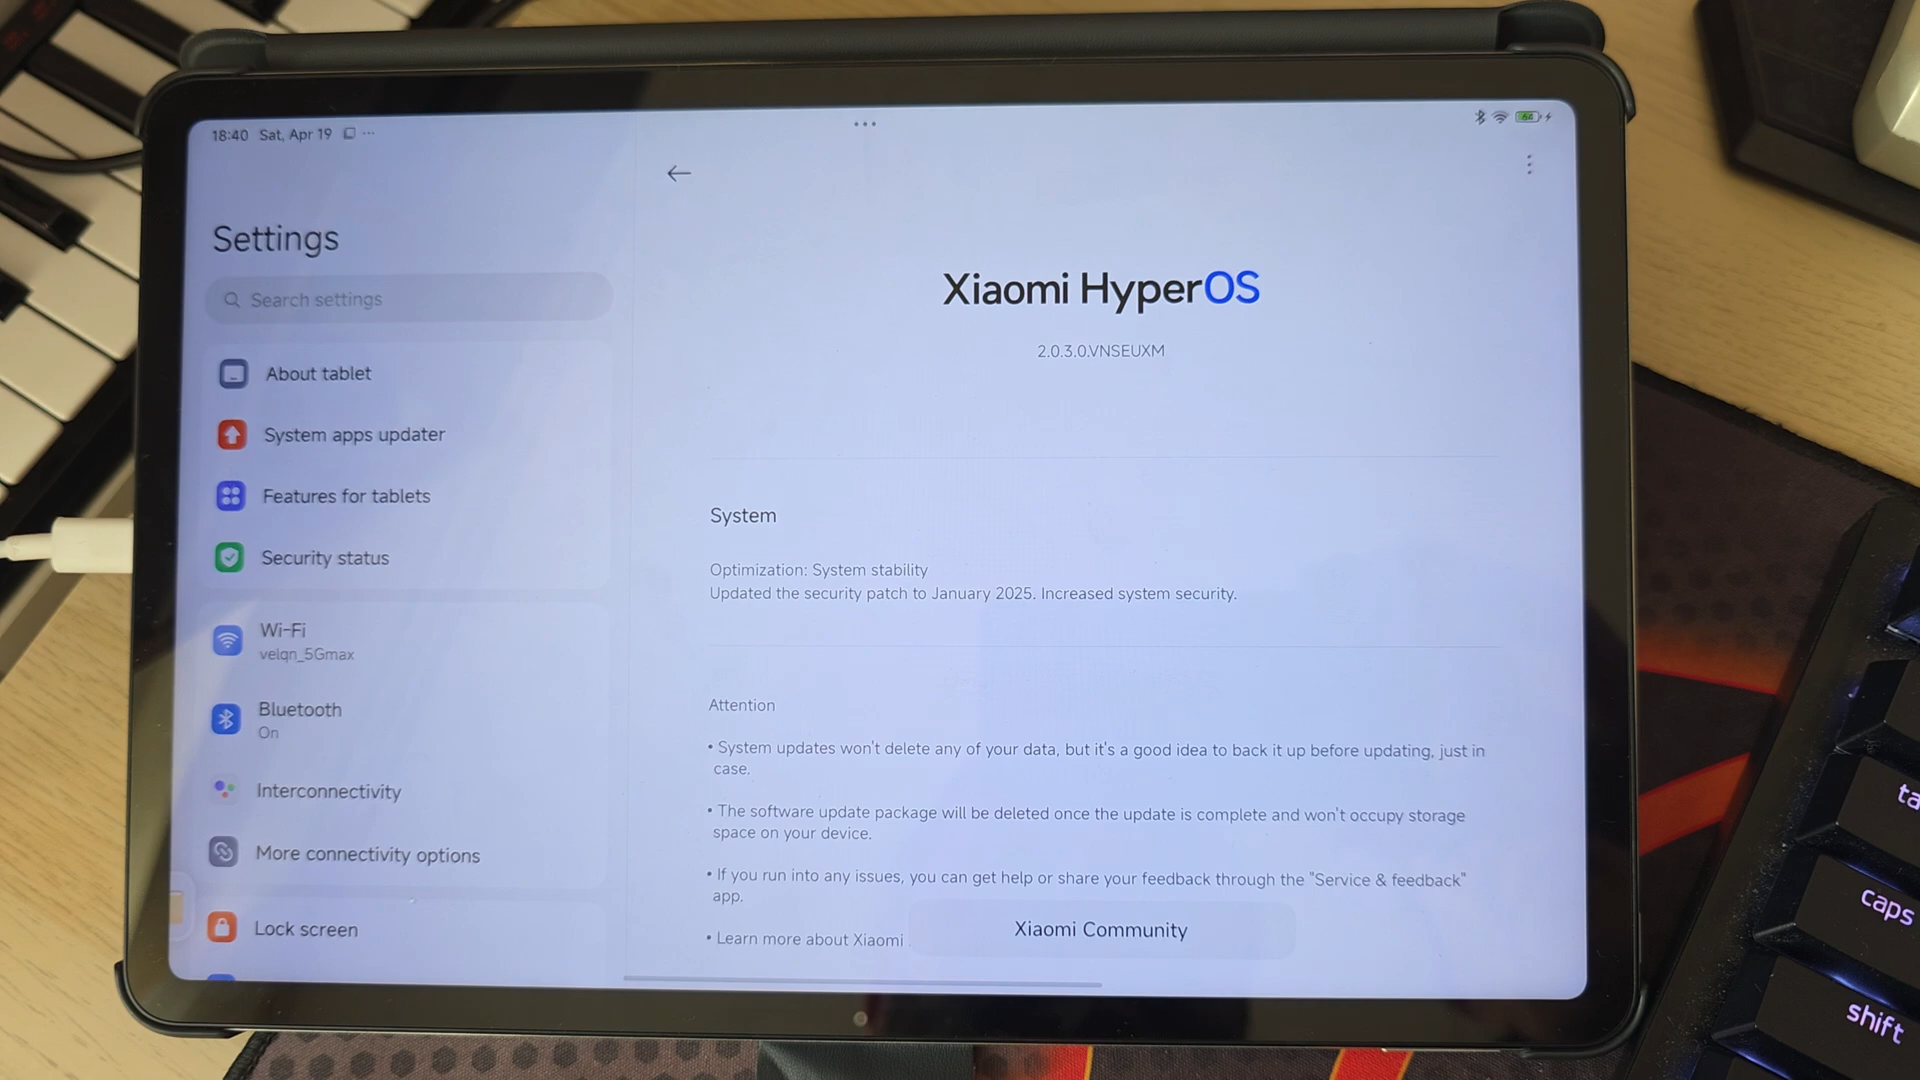 18:40 Sat, Apr 19 ...
64
Settings
Search settings
About tablet
System apps updater
Features for tablets
Security status
Wi-Fi
velqn_5Gmax
Bluetooth
On
Interconnectivity
More connectivity options
Lock screen
Xiaomi HyperOS
2.0.3.0.VNSEUXM
System
Optimization: System stability
Updated the security patch to January 2025. Increased system security.
Attention
• System updates won't delete any of your data, but it's a good idea to back it up before updating, just in
case.
• The software update package will be deleted once the update is complete and won't occupy storage
space on your device.
• If you run into any issues, you can get help or share your feedback through the "Service & feedback"
app.
• Learn more about Xiaomi
Xiaomi Community
ta
caps
shift